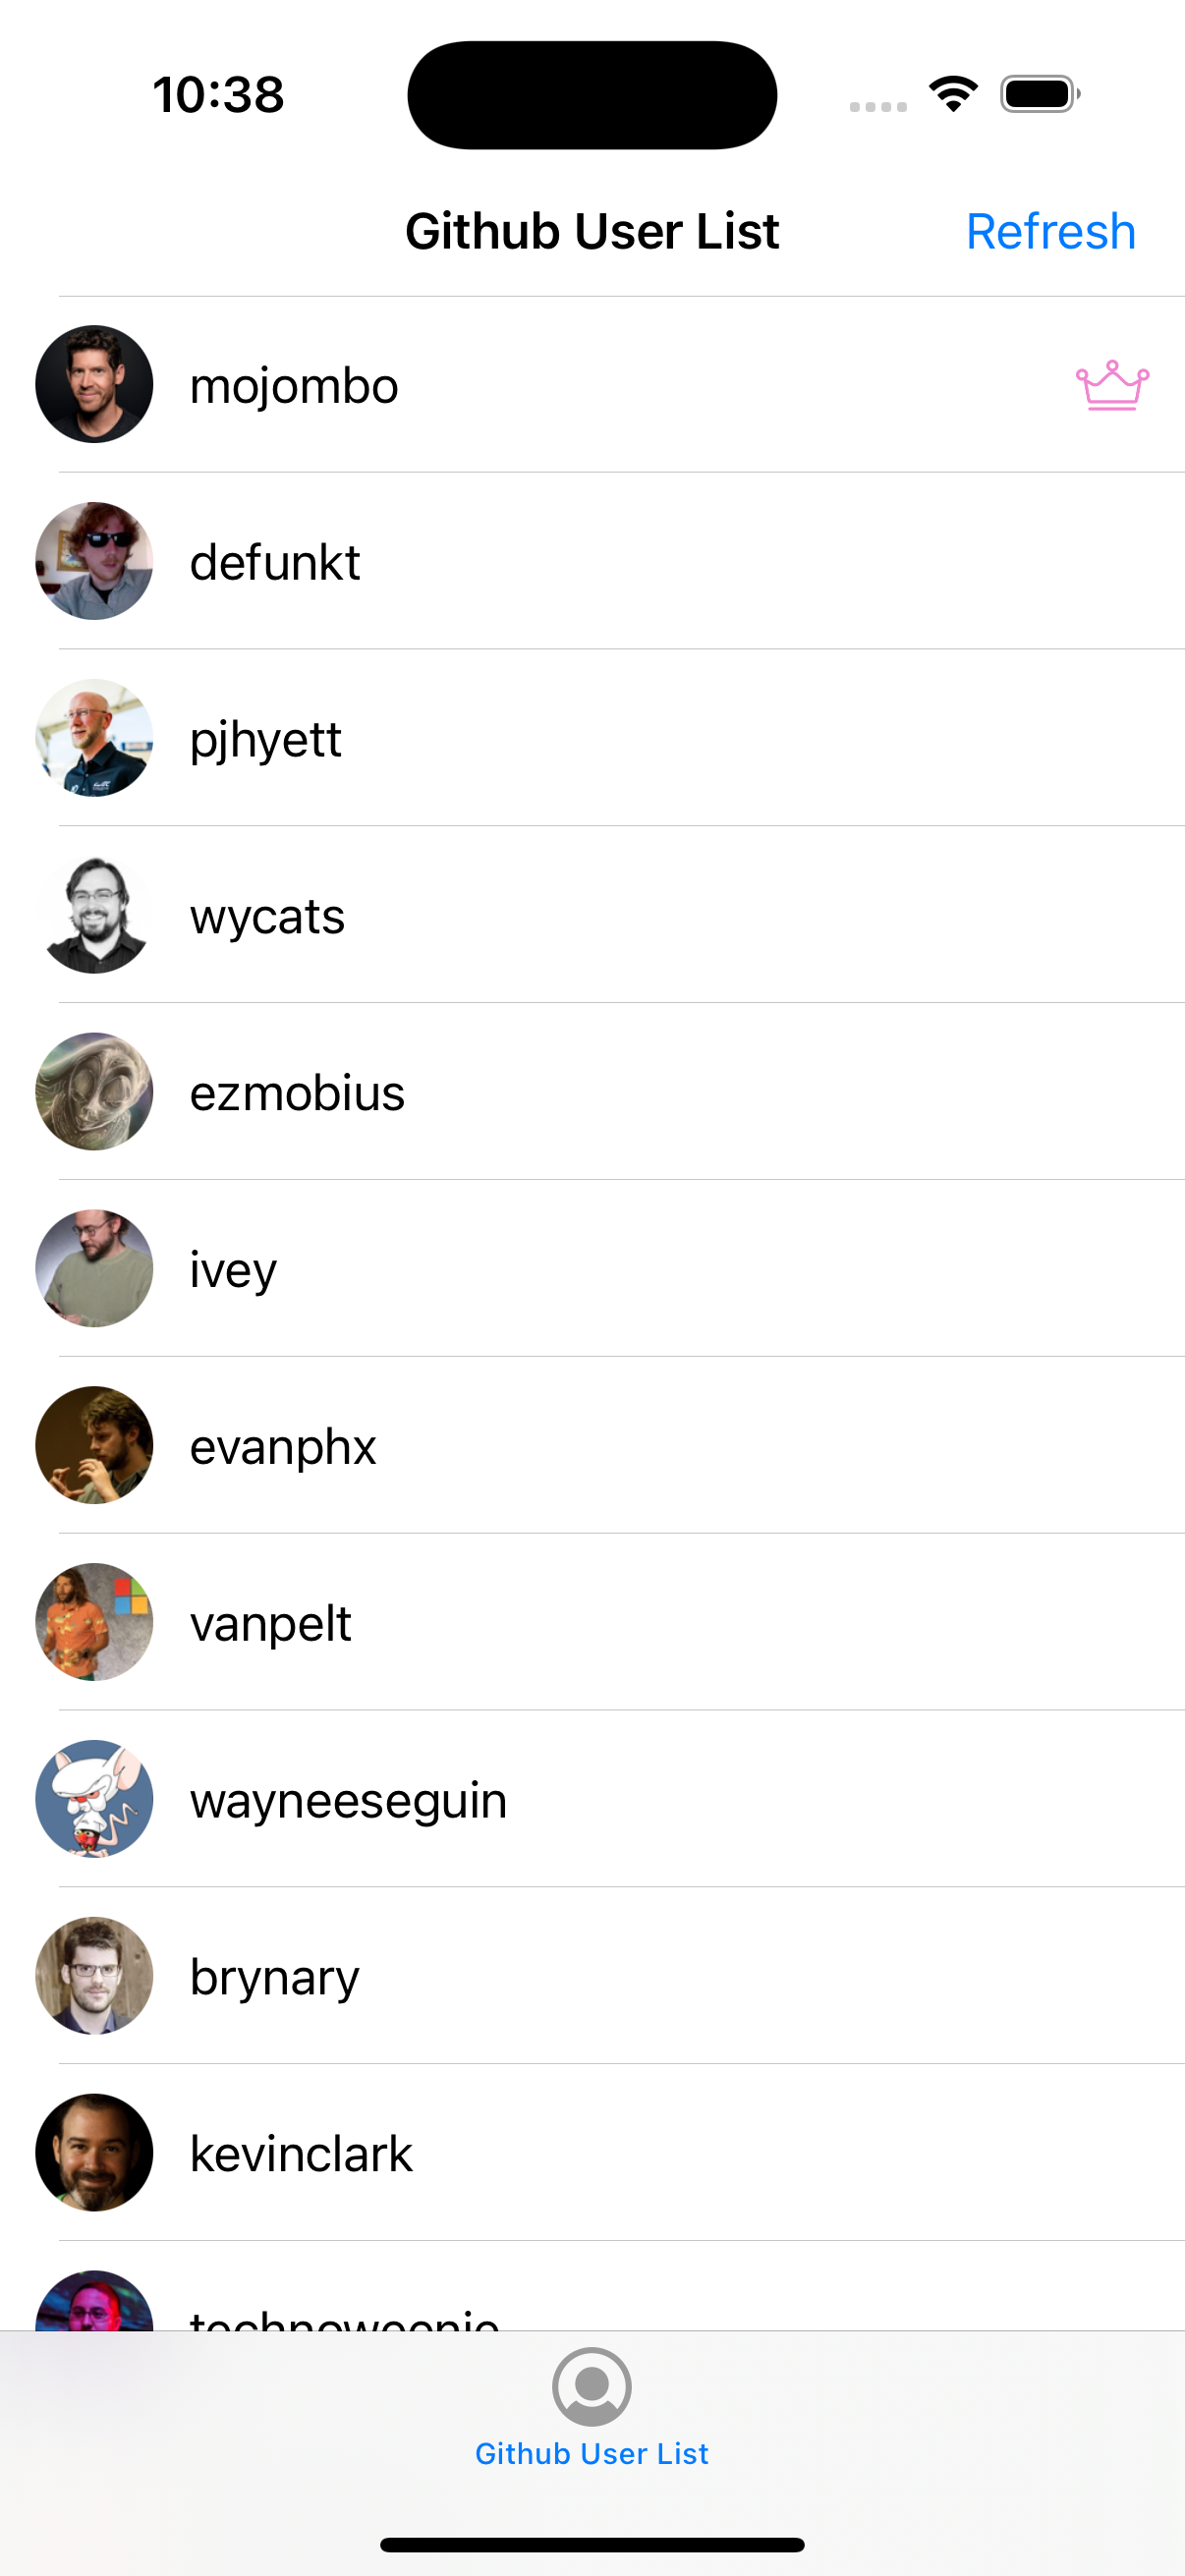 10:38
Github User List
Refresh
mojombo
defunkt
pjhyett
wycats
ezmobius
ivey
evanphx
vanpelt
wayneeseguin
brynary
kevinclark
technoweenie
Github User List